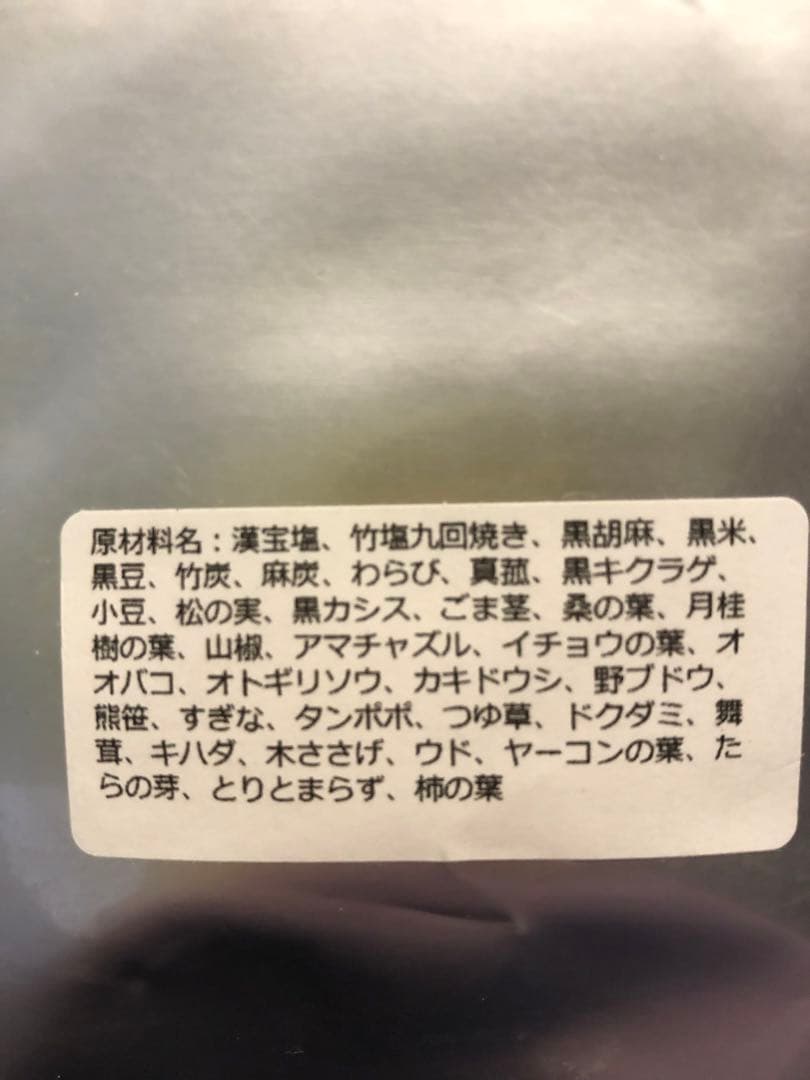 原材料名：漢宝塩、竹塩九回焼き、黒胡麻、黒米、
黒豆、竹炭、麻炭、わらび、真菰、黒キクラゲ、
小豆、松の実、黒カシス、ごま茎、桑の葉、月桂
樹の葉、山椒、アマチャズル、イチョウの葉、オ
オバコ、オトギリソウ、カキドウシ、野ブドウ、
熊笹、すぎな、タンポポ、つゆ草、ドクダミ、舞
茸、キハダ、木ささげ、ウド、ヤーコンの葉、た
らの芽、とりとまらず、柿の葉